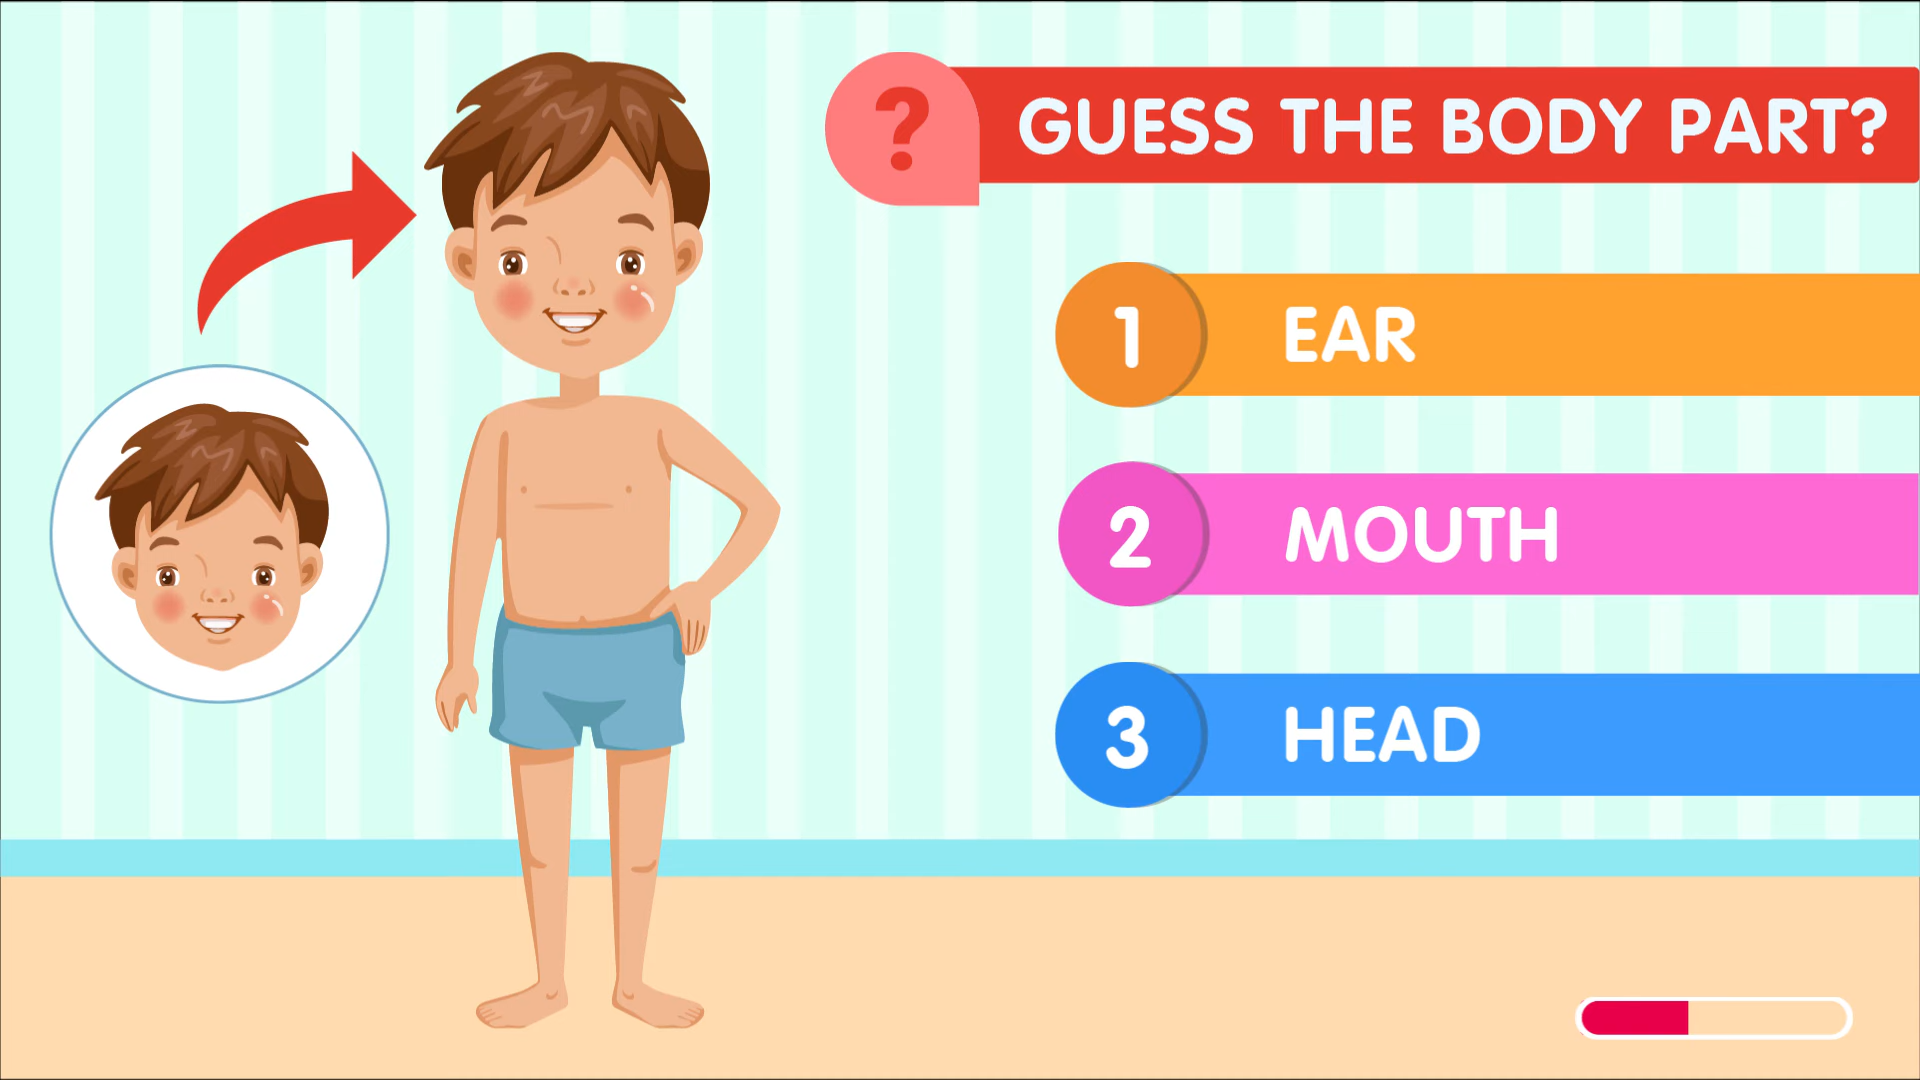 ?
GUESS THE BODY PART?
1 EAR
2 MOUTH
3 HEAD